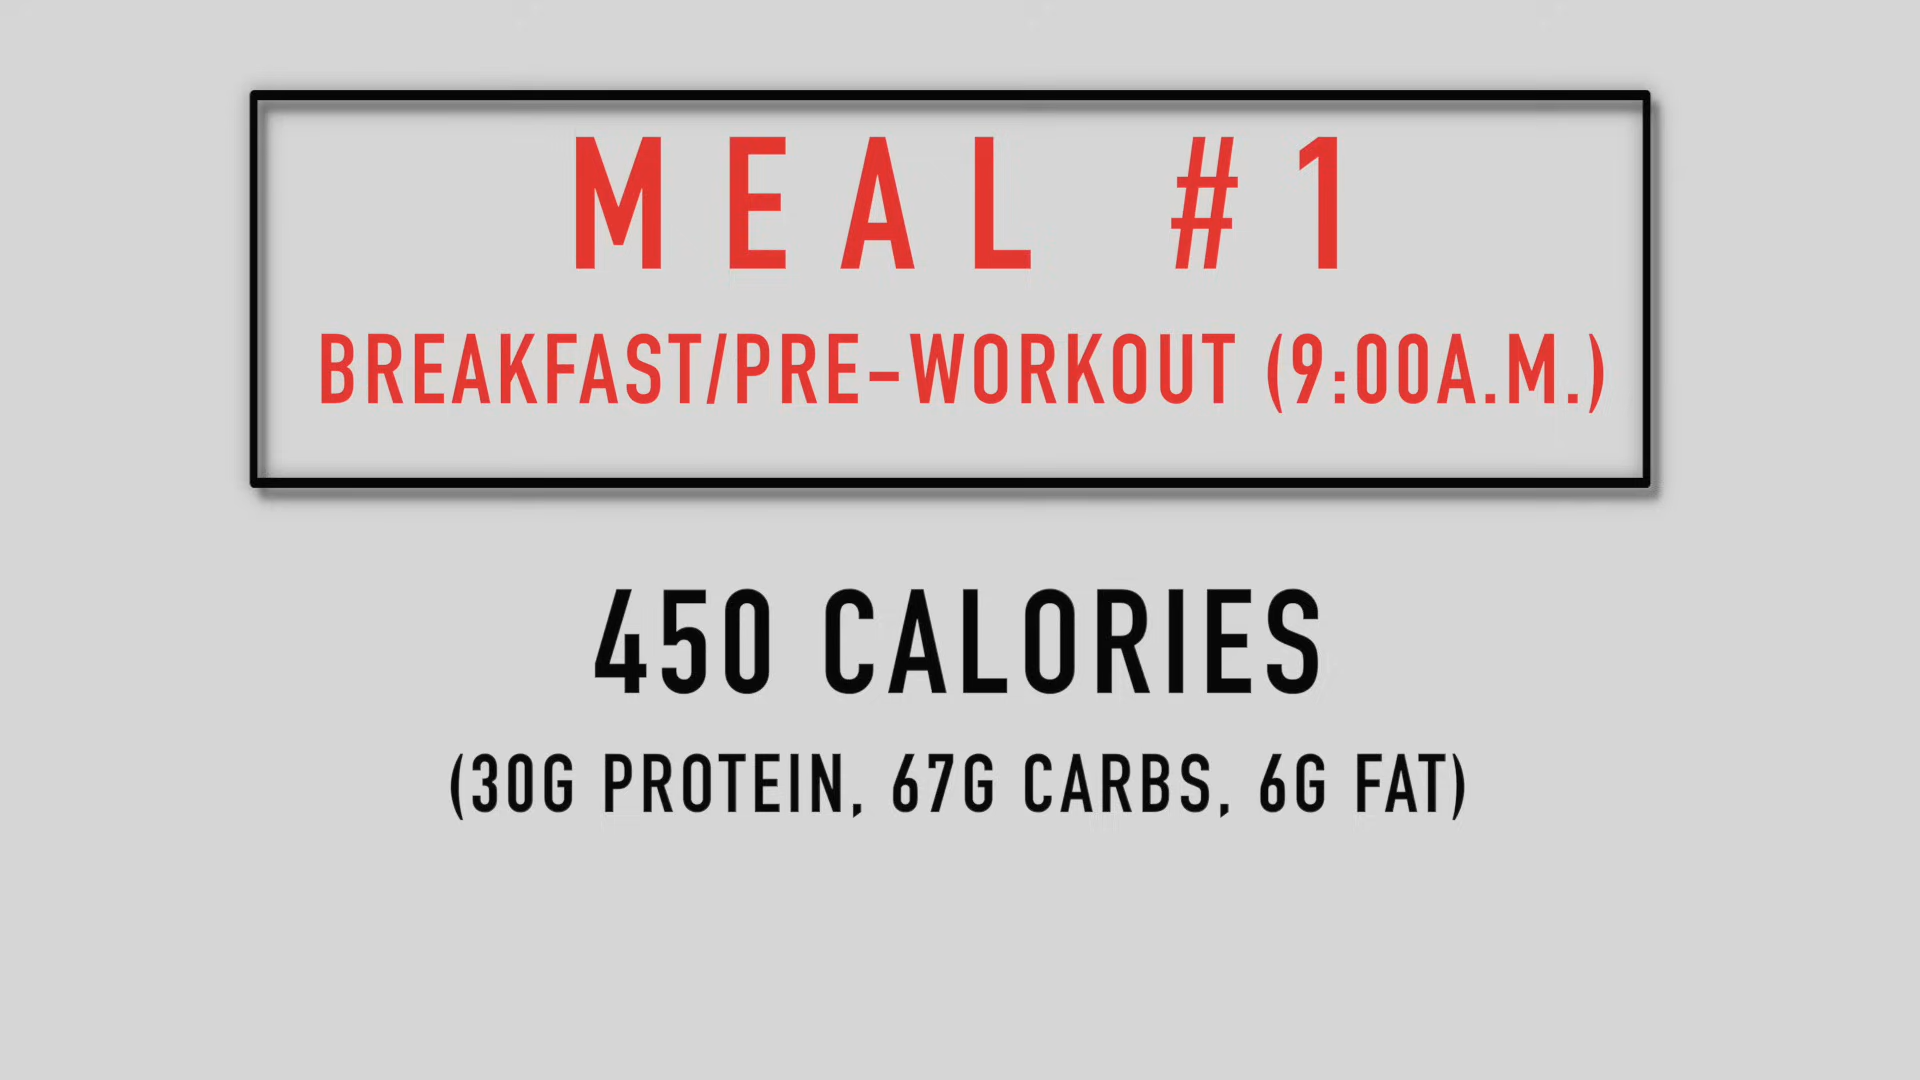 MEAL #1
BREAKFAST/PRE-WORKOUT (9:00A.M.)
450 CALORIES
(30G PROTEIN, 67G CARBS, 6G FAT)